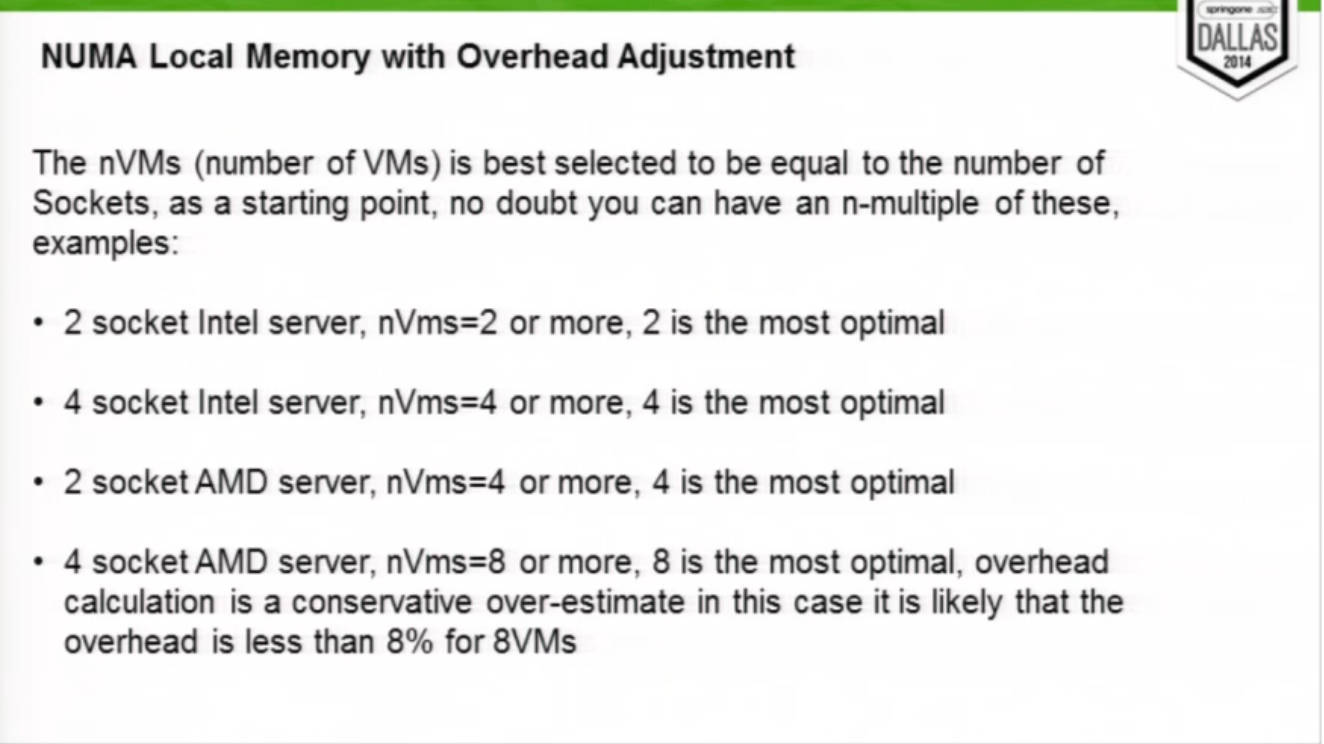 springone
DALLAS
2014
NUMA Local Memory with Overhead Adjustment
The nVMs (number of VMs) is best selected to be equal to the number of
Sockets, as a starting point, no doubt you can have an n-multiple of these,
examples:
• 2 socket Intel server, nVms=2 or more, 2 is the most optimal
• 4 socket Intel server, nVms=4 or more, 4 is the most optimal
• 2 socket AMD server, nVms=4 or more, 4 is the most optimal
• 4 socket AMD server, nVms=8 or more, 8 is the most optimal, overhead
calculation is a conservative over-estimate in this case it is likely that the
overhead is less than 8% for 8VMs